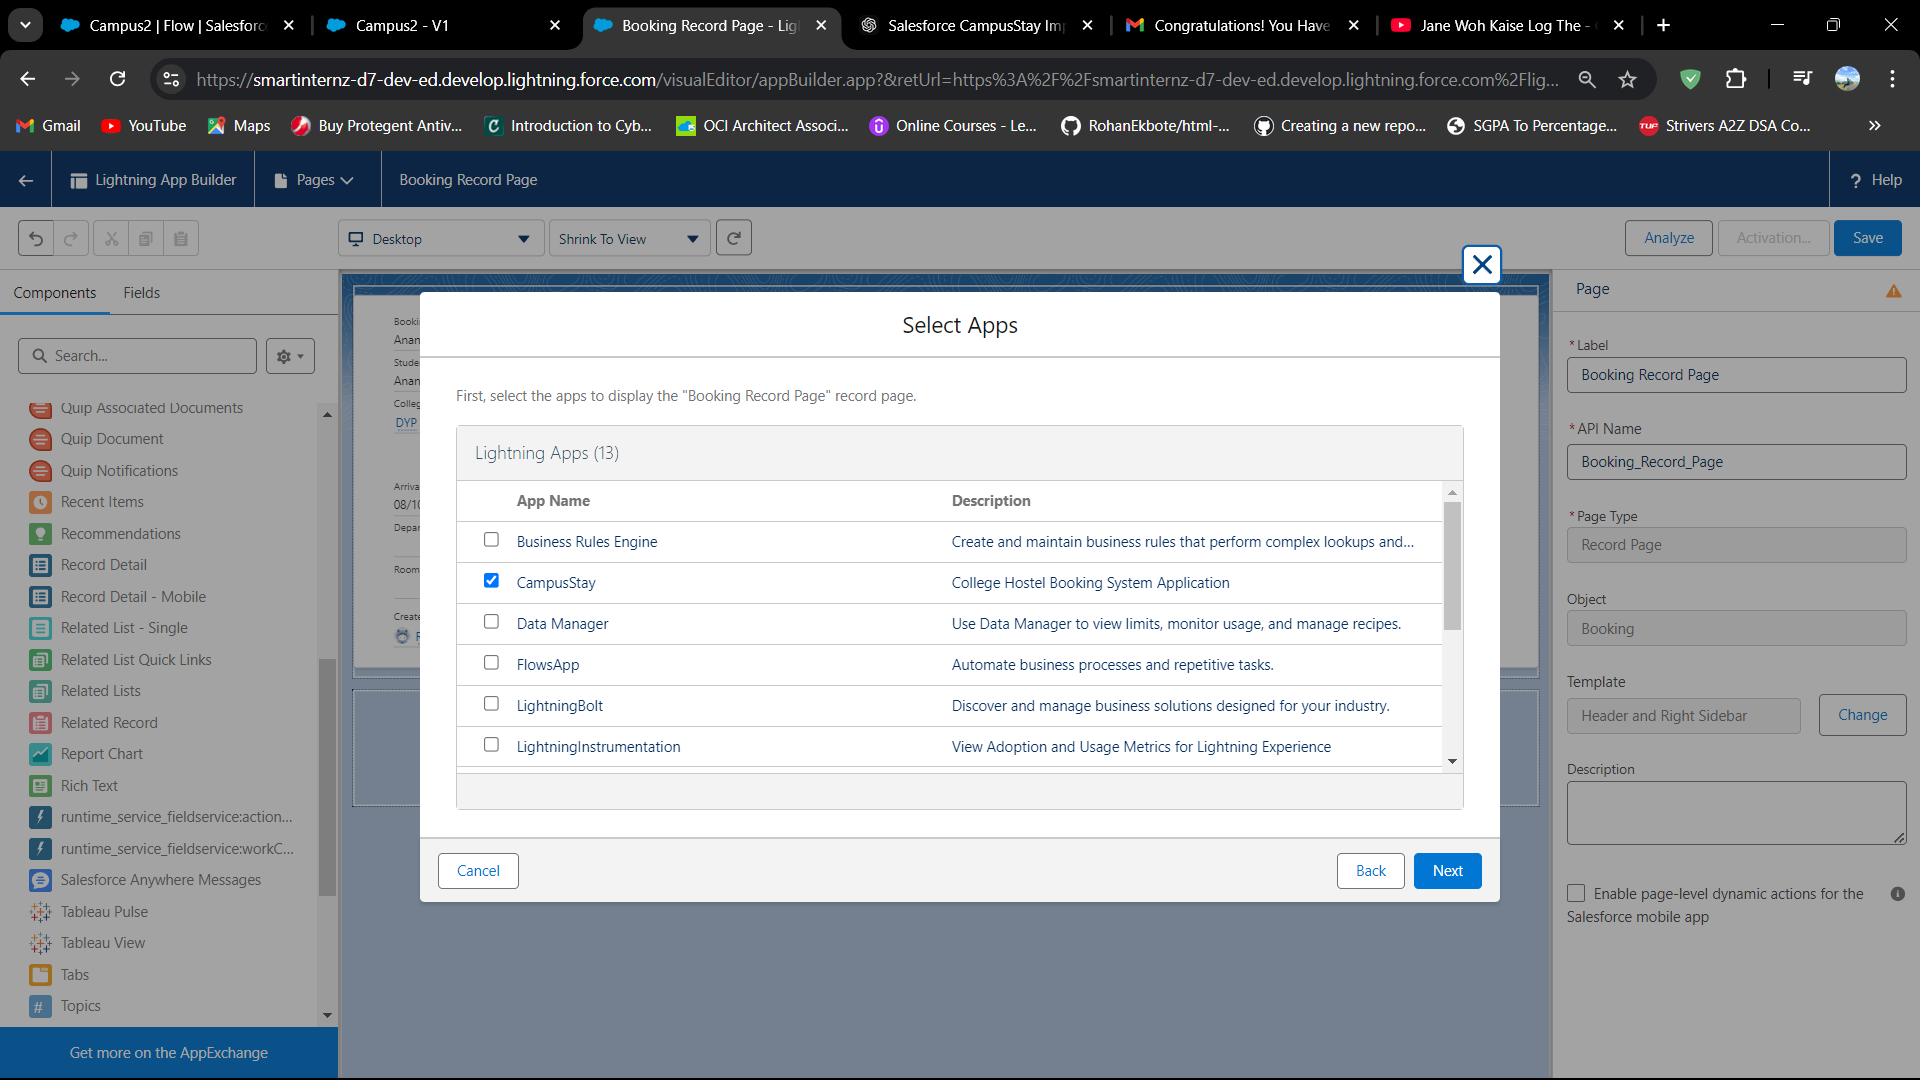 Campus2 | Flow | Salesforc
Campus2 - V1
Booking Record Page - Lig
Salesforce CampusStay Im
Congratulations! You Have
Jane Woh Kaise Log The -
https://smartinternz-d7-dev-ed.develop.lightning.force.com/visualEditor/appBuilder.app?&retUrl=https%3A%2F%2Fsmartinternz-d7-dev-ed.develop.lightning.force.com%2Flig...
Gmail
YouTube
Maps
Buy Protegent Antiv...
Introduction to Cyb...
OCI Architect Associ...
Online Courses - Le...
RohanEkbote/html-...
Creating a new repo...
SGPA To Percentage...
Strivers A2Z DSA Co...
Lightning App Builder
Pages
Booking Record Page
? Help
Desktop
Shrink To View
Analyze
Activation...
Save
Components
Fields
Search...
Quip Associated Documents
Quip Document
Quip Notifications
Recent Items
Recommendations
Record Detail
Record Detail - Mobile
Related List - Single
Related List Quick Links
Related Lists
Related Record
Report Chart
Rich Text
runtime_service_fieldservice:action...
runtime_service_fieldservice:workC...
Salesforce Anywhere Messages
Tableau Pulse
Tableau View
Tabs
# Topics
Get more on the AppExchange
Booki
Anan
Stude
Anan
Colleg
DYP
Arriva
08/10
Depar
Room
Create
Select Apps
First, select the apps to display the "Booking Record Page" record page.
Lightning Apps (13)
App Name
Description
Business Rules Engine
Create and maintain business rules that perform complex lookups and...
CampusStay
College Hostel Booking System Application
Data Manager
Use Data Manager to view limits, monitor usage, and manage recipes.
FlowsApp
Automate business processes and repetitive tasks.
LightningBolt
Discover and manage business solutions designed for your industry.
LightningInstrumentation
View Adoption and Usage Metrics for Lightning Experience
Cancel
Back
Next
Page
* Label
Booking Record Page
* API Name
Booking_Record_Page
* Page Type
Record Page
Object
Booking
Template
Header and Right Sidebar
Change
Description
Enable page-level dynamic actions for the
Salesforce mobile app